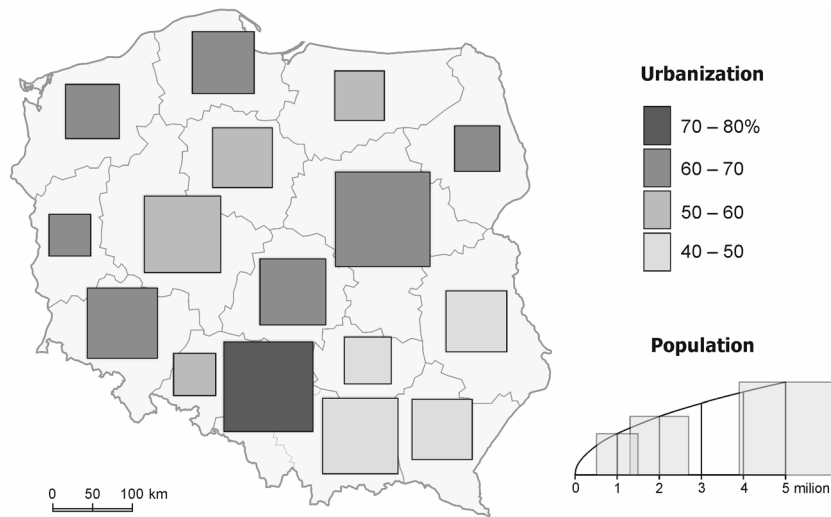 Urbanization
70 – 80%
60 – 70
50 – 60
40 – 50
Population
0 1 2 3 4 5 milion
0 50 100 km